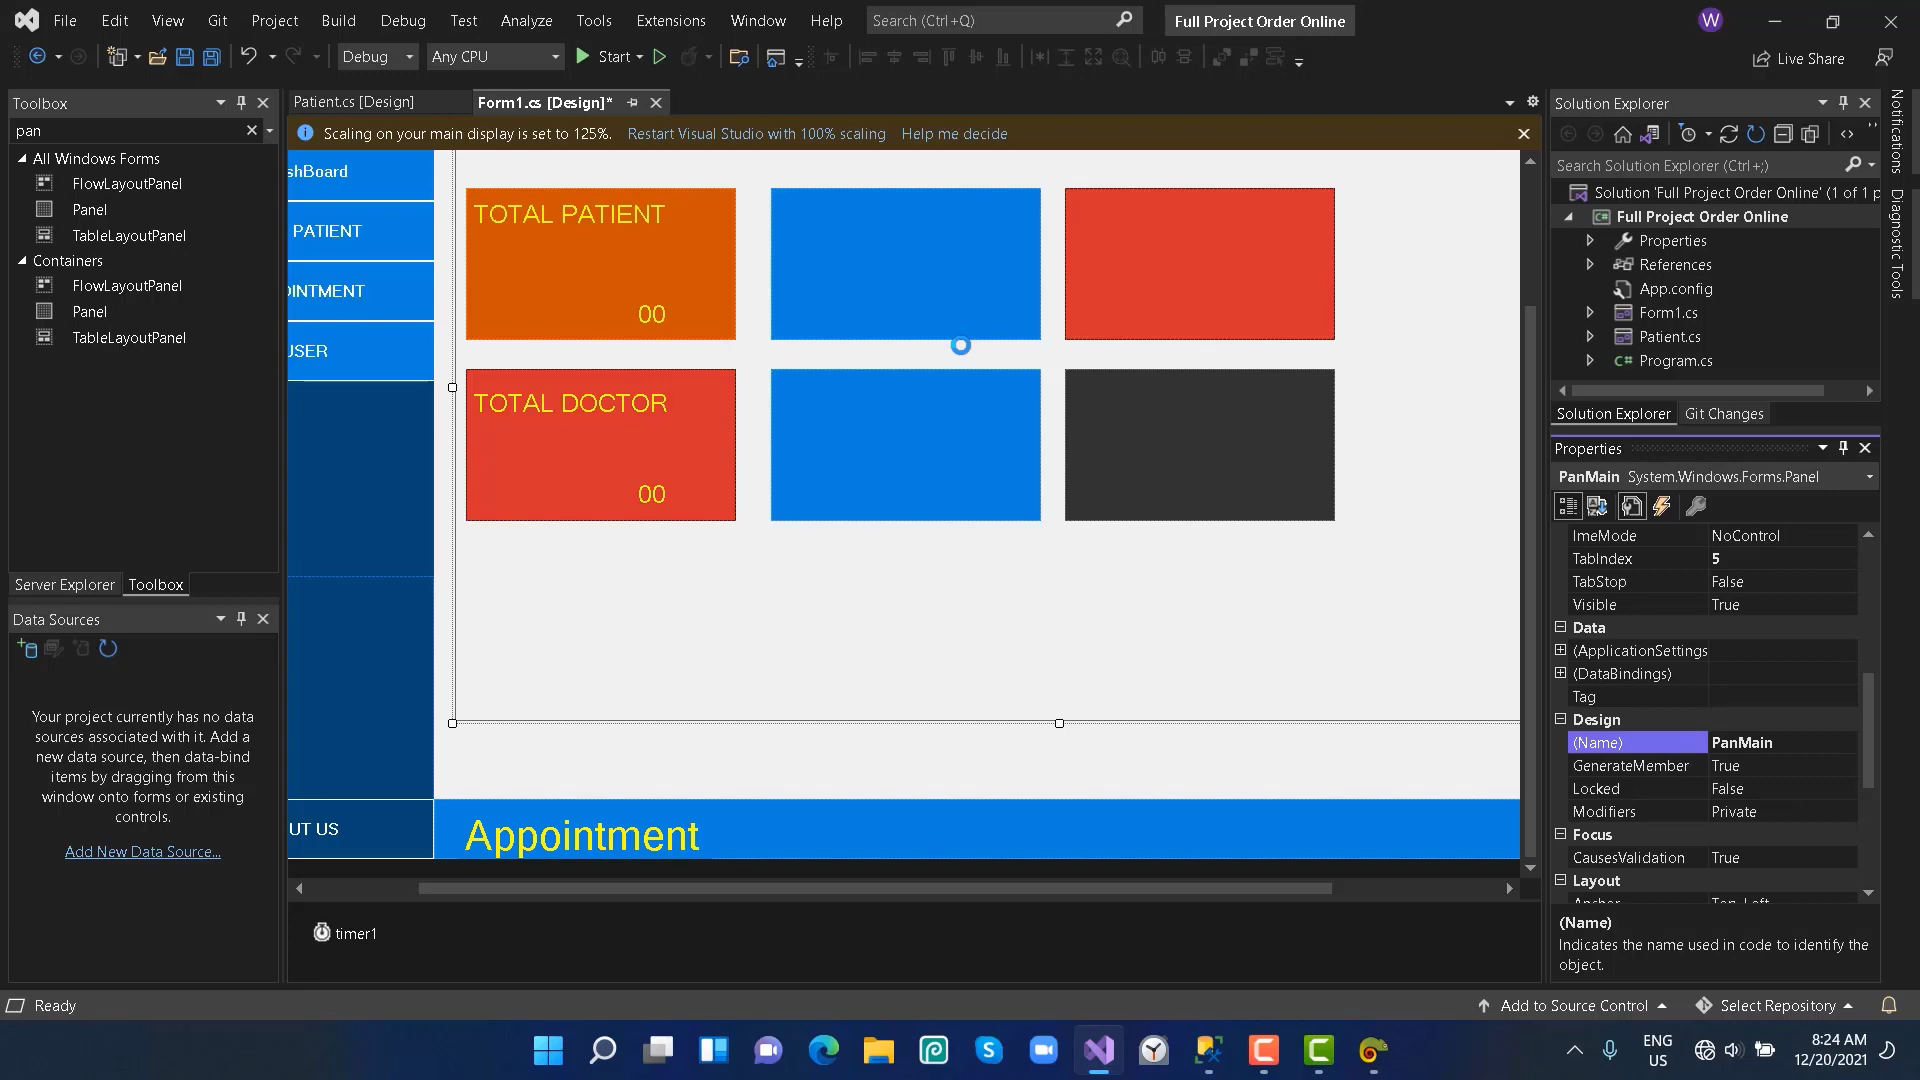 File Edit View Git Project Build Debug Test Analyze Tools Extensions Window Help Search (Ctrl+Q) Full Project Order Online W
Debug Any CPU Start Live Share
Toolbox
pan
All Windows Forms
FlowLayoutPanel
Panel
TableLayoutPanel
Containers
FlowLayoutPanel
Panel
TableLayoutPanel
Server Explorer Toolbox
Data Sources
Your project currently has no data
sources associated with it. Add a
new data source, then data-bind
items by dragging from this
window onto forms or existing
controls.
Add New Data Source...
Patient.cs [Design] Form1.cs [Design]*
Scaling on your main display is set to 125%. Restart Visual Studio with 100% scaling Help me decide
shBoard
PATIENT
OINTMENT
USER
UT US
TOTAL PATIENT
00
TOTAL DOCTOR
00
Appointment
timer1
Solution Explorer
Search Solution Explorer (Ctrl+;)
Solution 'Full Project Order Online' (1 of 1 p
Full Project Order Online
Properties
References
App.config
Form1.cs
Patient.cs
Program.cs
Solution Explorer Git Changes
Properties
PanMain System.Windows.Forms.Panel
ImeMode NoControl
TabIndex 5
TabStop False
Visible True
Data
(ApplicationSettings
(DataBindings)
Tag
Design
(Name) PanMain
GenerateMember True
Locked False
Modifiers Private
Focus
CausesValidation True
Layout
Anchor Top, Left
(Name)
Indicates the name used in code to identify the
object.
Notifications
Diagnostic Tools
Ready Add to Source Control Select Repository
ENG
US
8:24 AM
12/20/2021